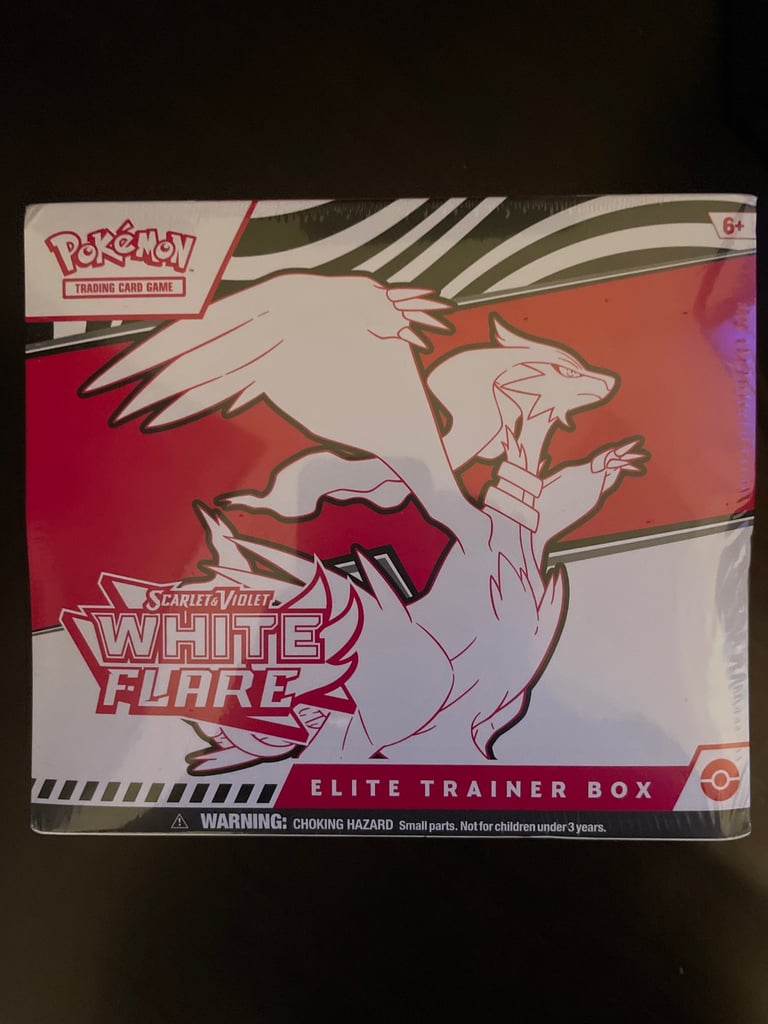 POKéMON
TRADING CARD GAME
6+
SCARLET & VIOLET
WHITE
FLARE
ELITE TRAINER BOX
WARNING: CHOKING HAZARD Small parts. Not for children under 3 years.